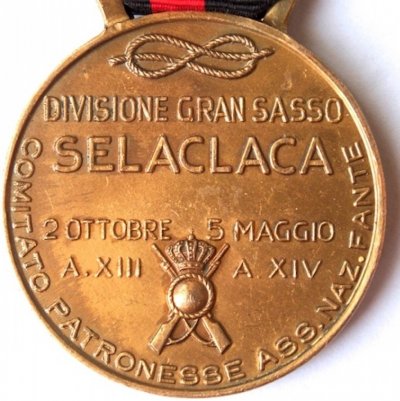 DIVISIONE GRAN SASSO
SELACLACA
2 OTTOBRE 5 MAGGIO
A. XIII A. XIV
COMITATO PATRONESSE ASS. NAZ. FANTE